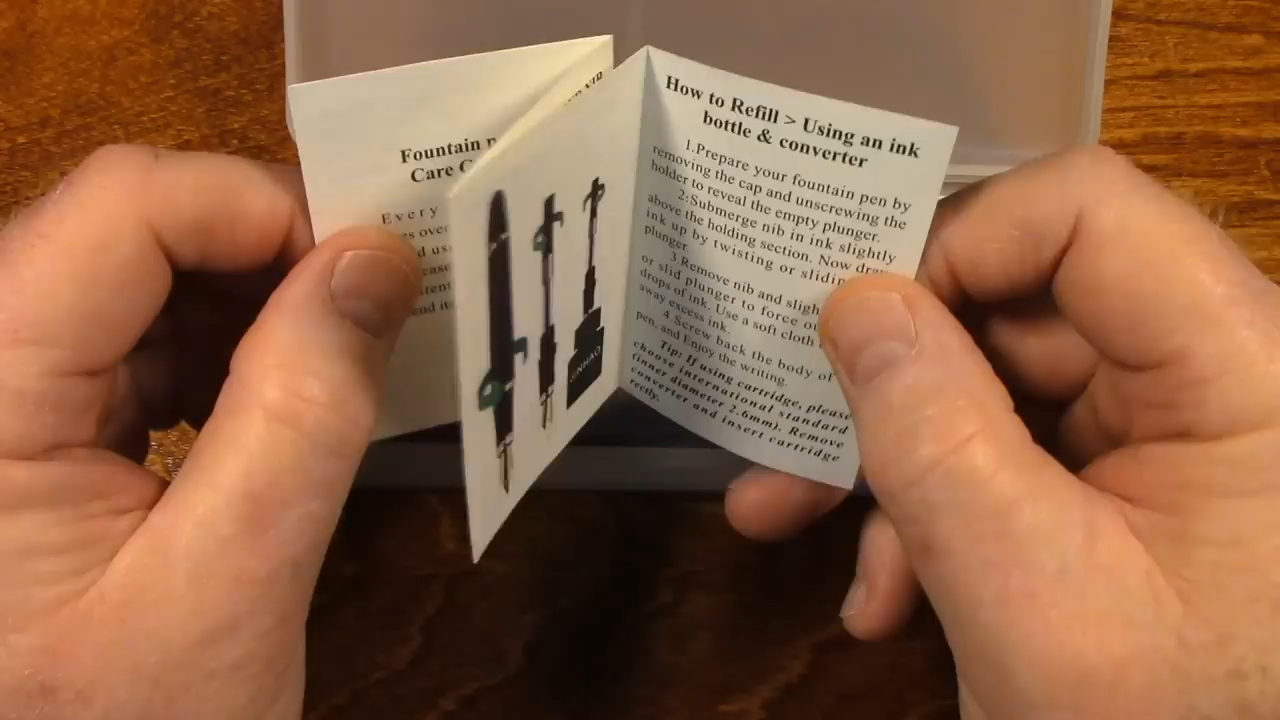 Fountain
Care
Every
How to Refill > Using an ink
bottle & converter
1.Prepare your fountain pen by
removing the cap and unscrewing the
holder to reveal the empty plunger.
2:Submerge nib in ink slightly
above the holding section. Now
ink up by twisting or
plunger.
3.Remove nib and
or slid plunger to force
drops of ink. Use a soft cloth
away excess ink.
4 Screw back the body of
pen, and Enjoy the writing.
Tip: If using cartridge, please
choose international standard
(inner diameter 2.6mm). Remove
converter and insert cartridge
rectly.